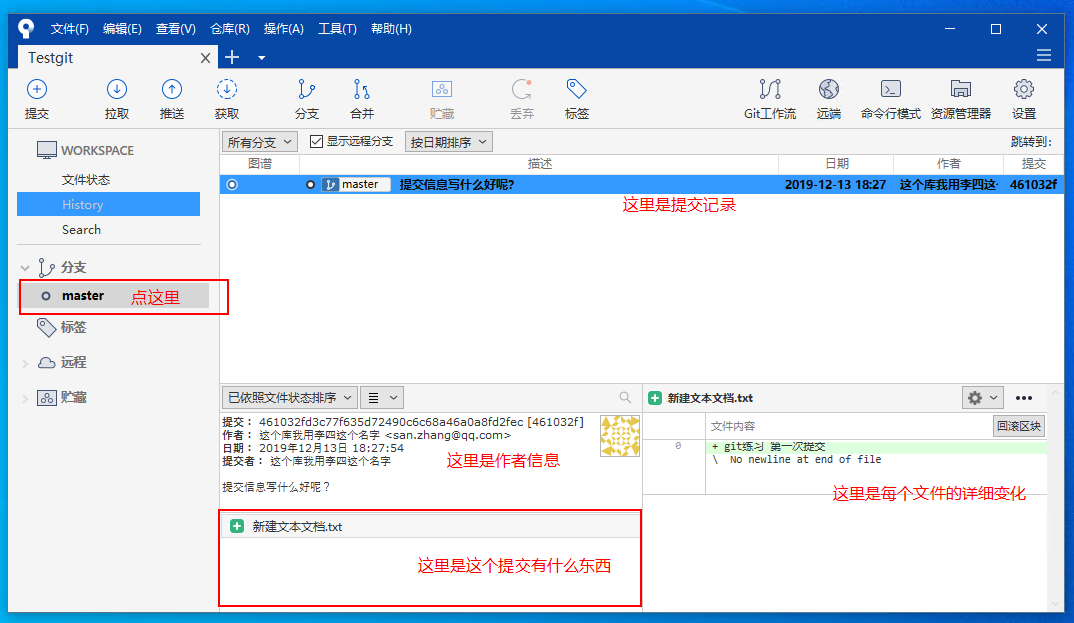 文件(F) 编辑(E) 查看(V) 仓库(R) 操作(A) 工具(T) 帮助(H)
Testgit
提交 拉取 推送 获取 分支 合并 贮藏 丢弃 标签 Git工作流 远端 命令行模式 资源管理器 设置
WORKSPACE
文件状态
History
Search
分支
master 点这里
标签
远程
贮藏
所有分支 显示远程分支 按日期排序 跳转到:
图谱 描述 日期 作者 提交
master 提交信息写什么好呢? 2019-12-13 18:27 这个库我用李四这 461032f
这里是提交记录
已依照文件状态排序
提交： 461032fd3c77f635d72490c6c68a46a0a8fd2fec [461032f]
作者： 这个库我用李四这个名字 <san.zhang@qq.com>
日期： 2019年12月13日 18:27:54
提交者： 这个库我用李四这个名字
这里是作者信息
提交信息写什么好呢？
新建文本文档.txt
这里是这个提交有什么东西
新建文本文档.txt
文件内容 回滚区块
0 + git练习 第一次提交
\ No newline at end of file
这里是每个文件的详细变化